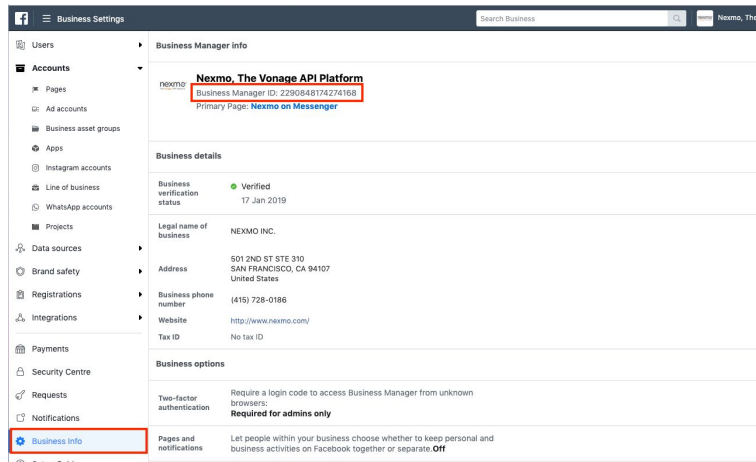 Business Settings
Search Business
Nexmo, The
Users
Accounts
Pages
Ad accounts
Business asset groups
Apps
Instagram accounts
Line of business
WhatsApp accounts
Projects
Data sources
Brand safety
Registrations
Integrations
Payments
Security Centre
Requests
Notifications
Business Info
Business Manager info
nexmo
Nexmo, The Vonage API Platform
Business Manager ID: 2290848174274168
Primary Page: Nexmo on Messenger
Business details
Business
verification
status
Verified
17 Jan 2019
Legal name of
business
NEXMO INC.
Address
501 2ND ST STE 310
SAN FRANCISCO, CA 94107
United States
Business phone
number
(415) 728-0186
Website
http://www.nexmo.com/
Tax ID
No tax ID
Business options
Two-factor
authentication
Require a login code to access Business Manager from unknown
browsers:
Required for admins only
Pages and
notifications
Let people within your business choose whether to keep personal and
business activities on Facebook together or separate.Off